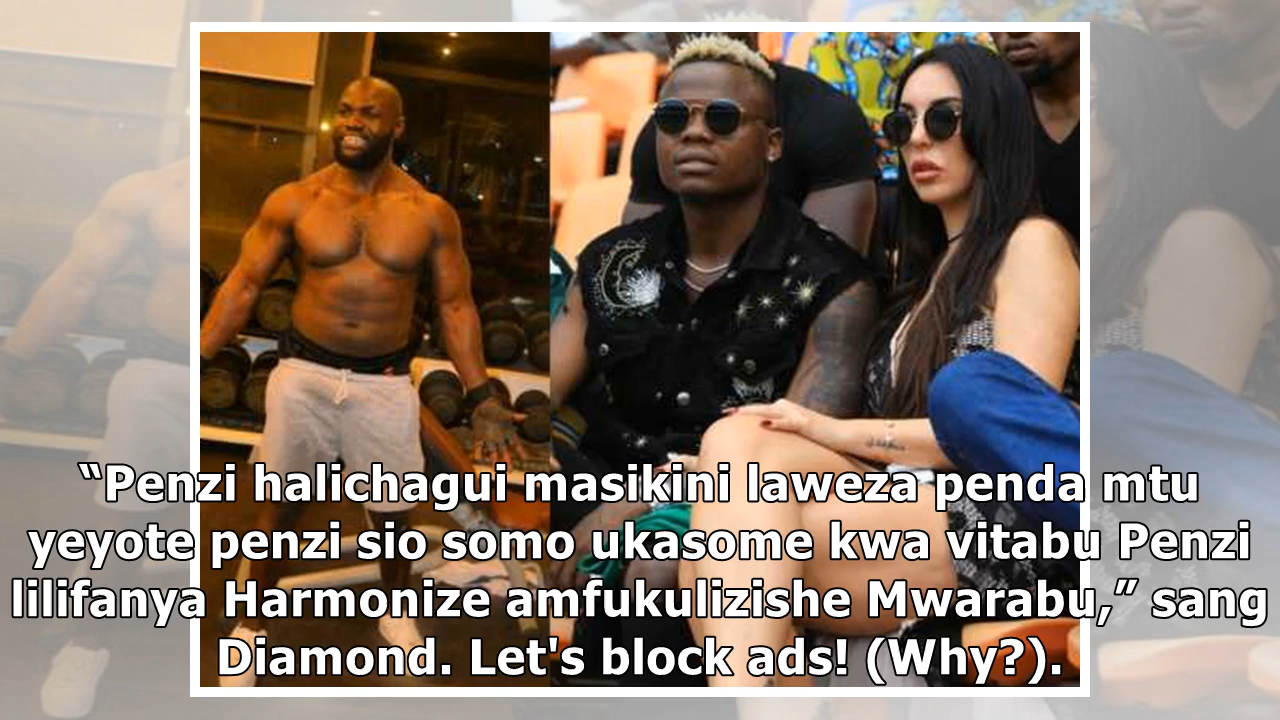 “Penzi halichagui masikini laweza penda mtu
yeyote penzi sio somo ukasome kwa vitabu Penzi
lilifanya Harmonize amfukulizishe Mwarabu,” sang
Diamond. Let's block ads! (Why?).